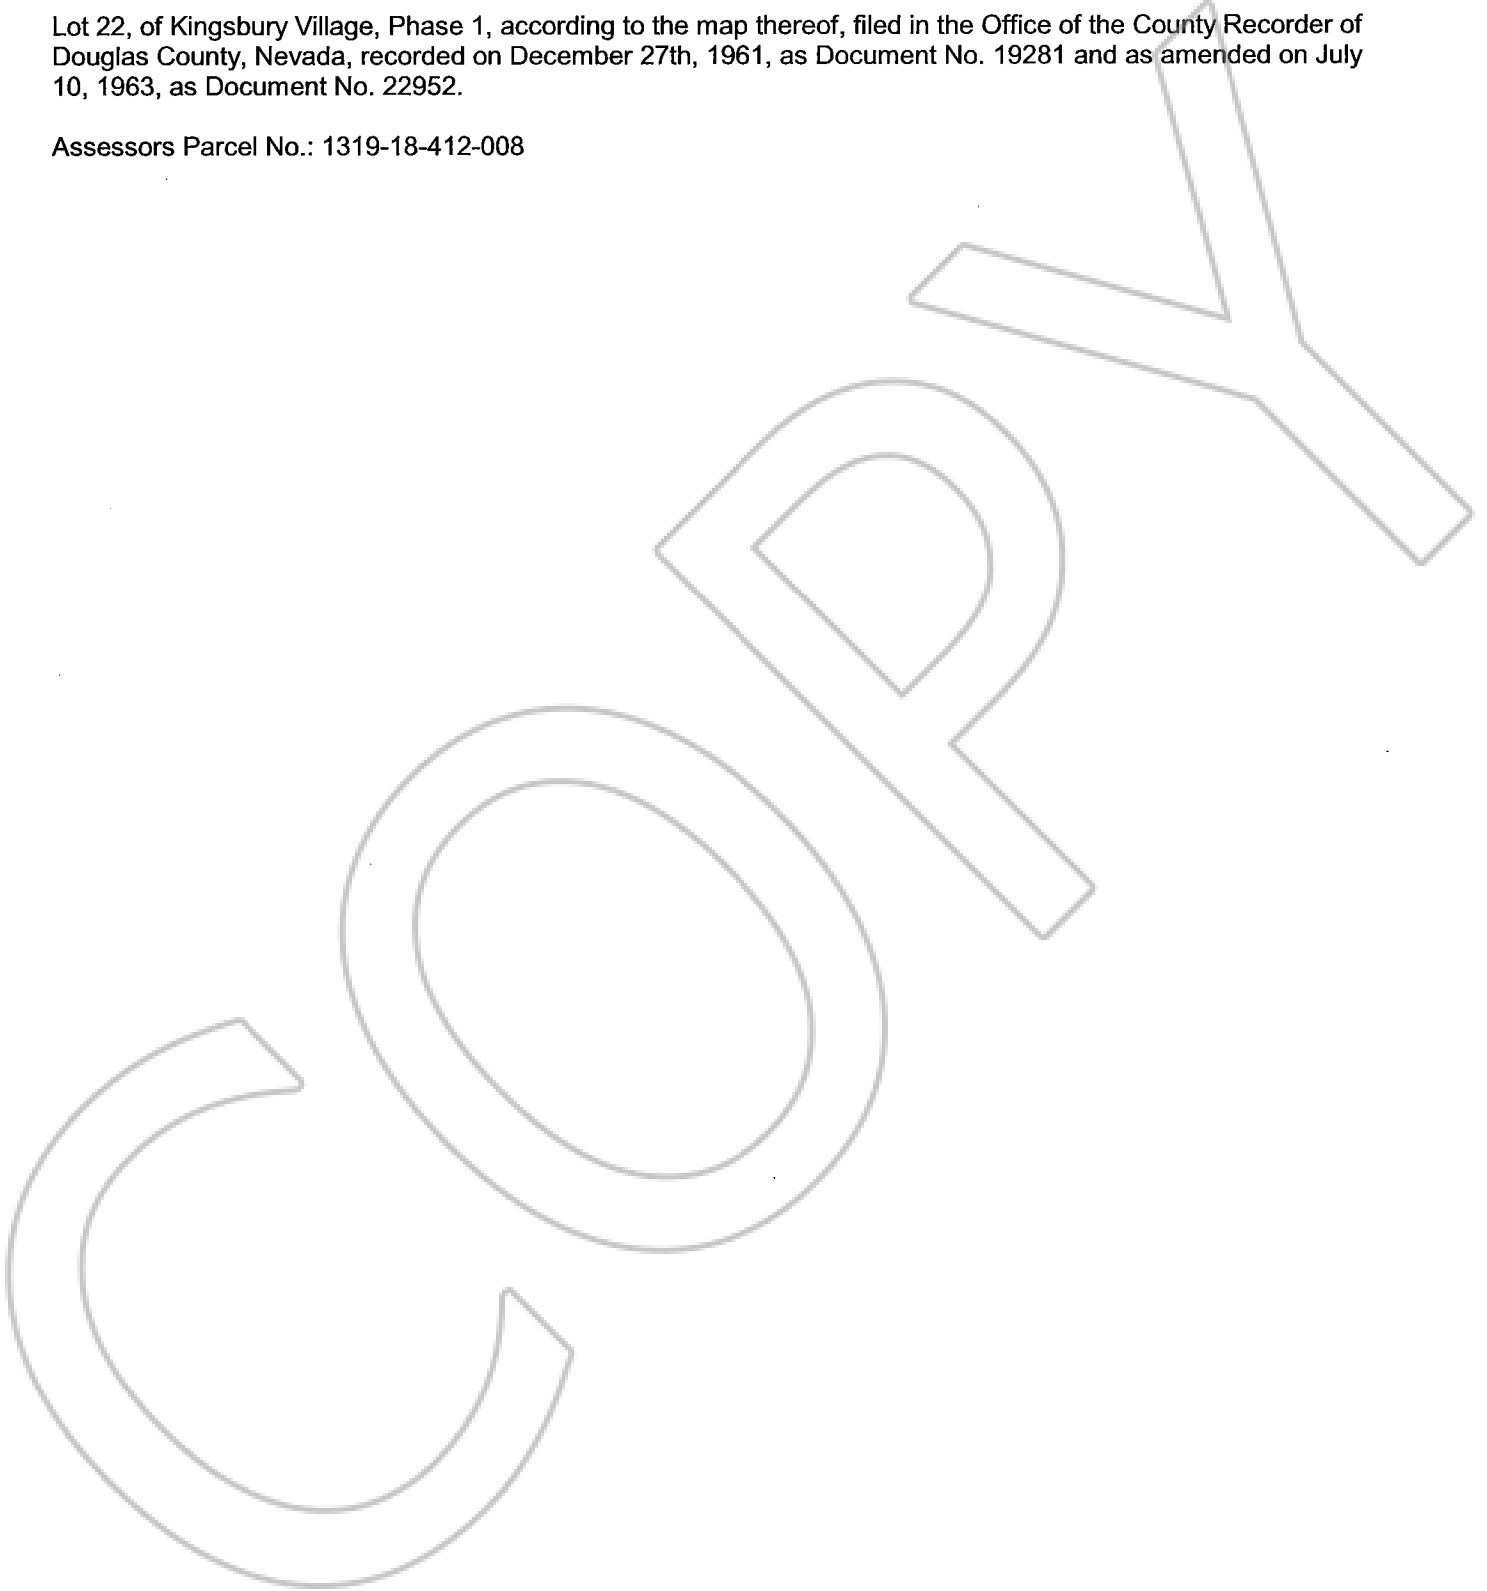 Lot 22, of Kingsbury Village, Phase 1, according to the map thereof, filed in the Office of the County Recorder of
Douglas County, Nevada, recorded on December 27th, 1961, as Document No. 19281 and as amended on July
10, 1963, as Document No. 22952.
Assessors Parcel No.: 1319-18-412-008
COPY